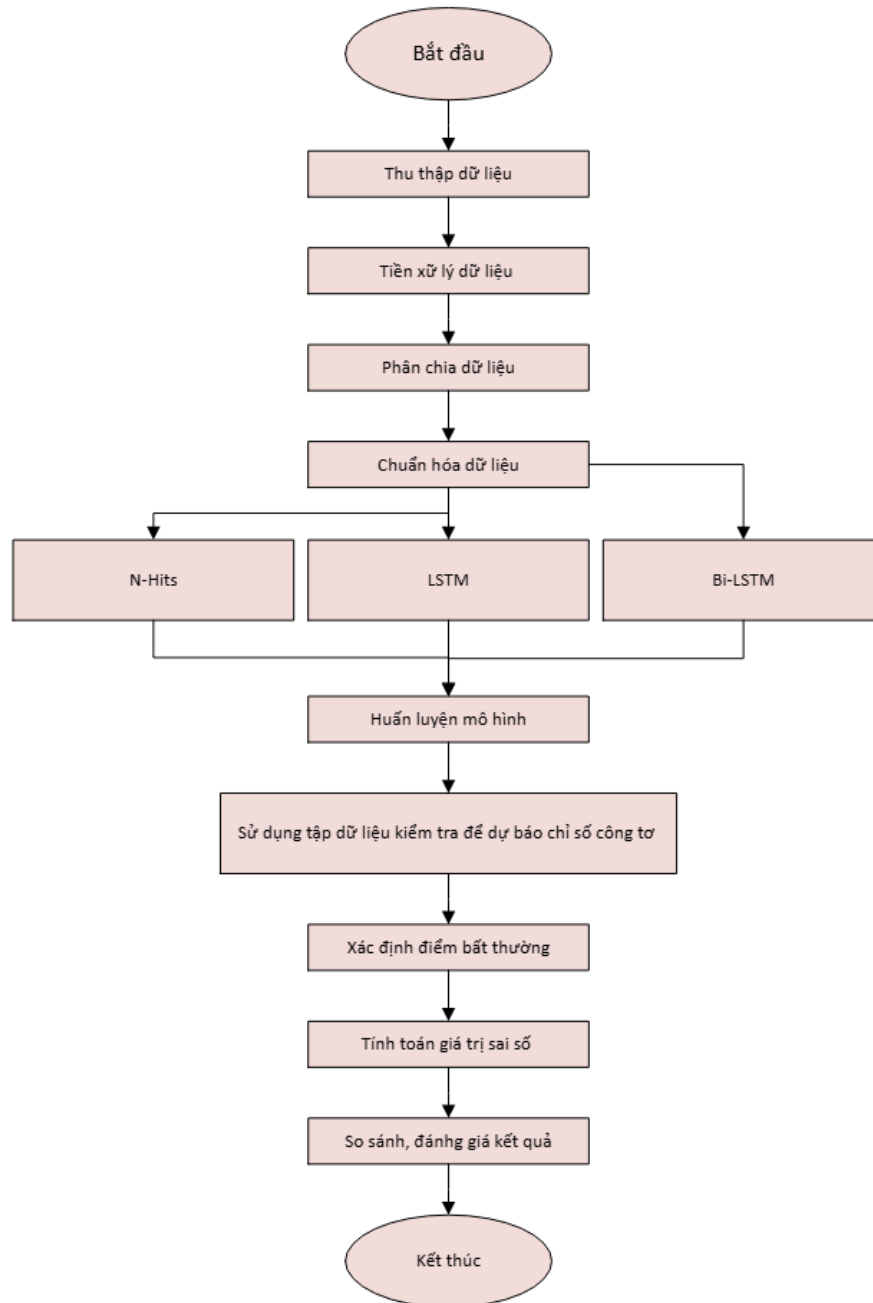 Bắt đầu
Thu thập dữ liệu
Tiền xữ lý dữ liệu
Phân chia dữ liệu
Chuẩn hóa dữ liệu
N-Hits
LSTM
Bi-LSTM
Huấn luyện mô hình
Sử dụng tập dữ liệu kiểm tra để dự báo chỉ số công tơ
Xác định điểm bất thường
Tính toán giá trị sai số
So sánh, đánhg giá kết quả
Kết thúc